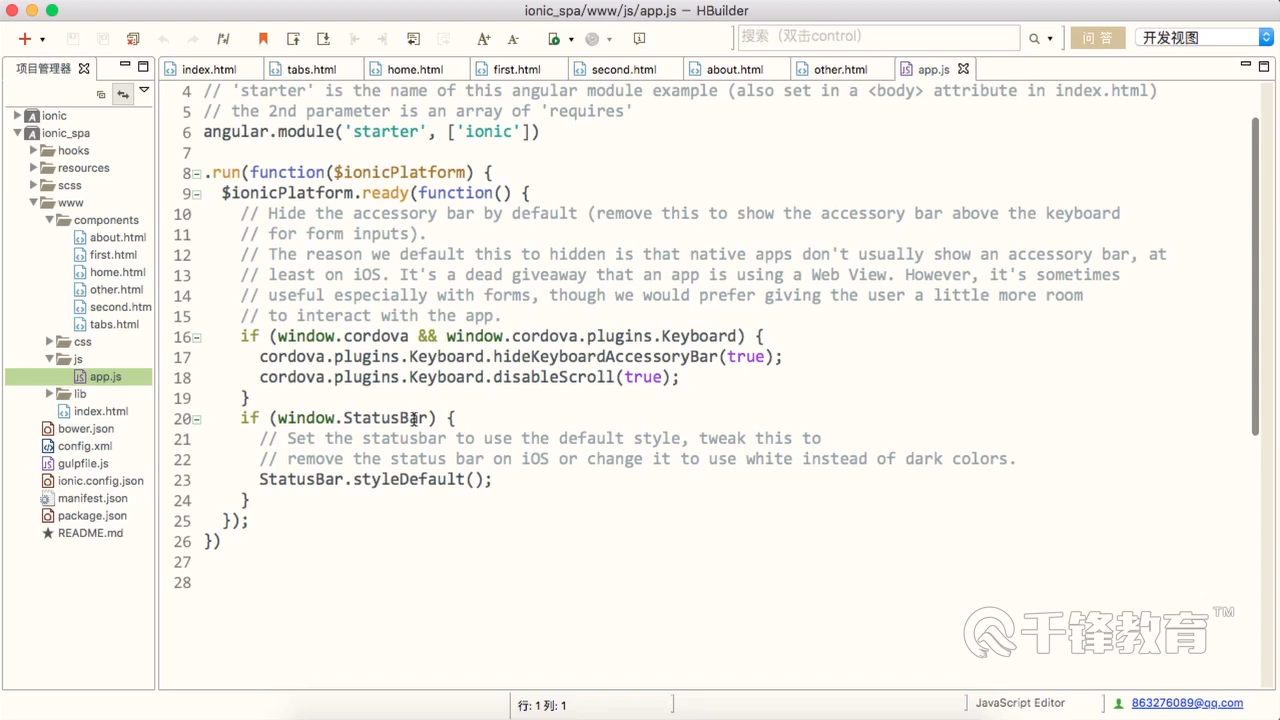 ionic_spa/www/js/app.js — HBuilder
搜索（双击control）
问 答
开发视图
项目管理器
index.html
tabs.html
home.html
first.html
second.html
about.html
other.html
app.js
ionic
ionic_spa
hooks
resources
scss
www
components
about.html
first.html
home.html
other.html
second.htm
tabs.html
css
js
app.js
lib
index.html
bower.json
config.xml
gulpfile.js
ionic.config.json
manifest.json
package.json
README.md
4 // 'starter' is the name of this angular module example (also set in a <body> attribute in index.html)
5 // the 2nd parameter is an array of 'requires'
6 angular.module('starter', ['ionic'])
7
8 .run(function($ionicPlatform) {
9 $ionicPlatform.ready(function() {
10 // Hide the accessory bar by default (remove this to show the accessory bar above the keyboard
11 // for form inputs).
12 // The reason we default this to hidden is that native apps don't usually show an accessory bar, at
13 // least on iOS. It's a dead giveaway that an app is using a Web View. However, it's sometimes
14 // useful especially with forms, though we would prefer giving the user a little more room
15 // to interact with the app.
16 if (window.cordova && window.cordova.plugins.Keyboard) {
17 cordova.plugins.Keyboard.hideKeyboardAccessoryBar(true);
18 cordova.plugins.Keyboard.disableScroll(true);
19 }
20 if (window.StatusBar) {
21 // Set the statusbar to use the default style, tweak this to
22 // remove the status bar on iOS or change it to use white instead of dark colors.
23 StatusBar.styleDefault();
24 }
25 });
26 })
27
28
千锋教育™
行: 1 列: 1
JavaScript Editor
863276089@qq.com